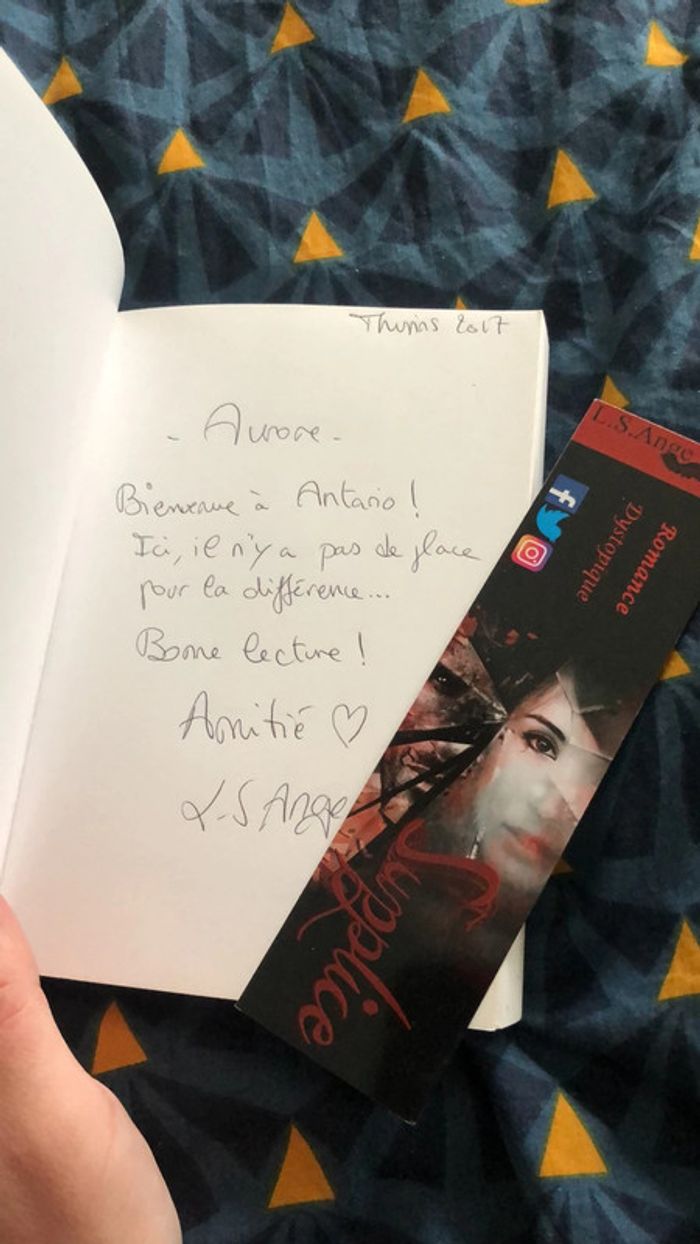 Thurins 2017
- Aurore -
Bienvenue à Antario !
Ici, il n'y a pas de place
pour la différence...
Bonne lecture !
Amitié ♡
L.S Ange
L.S.Ange
Romance
Dystopique
Supplice